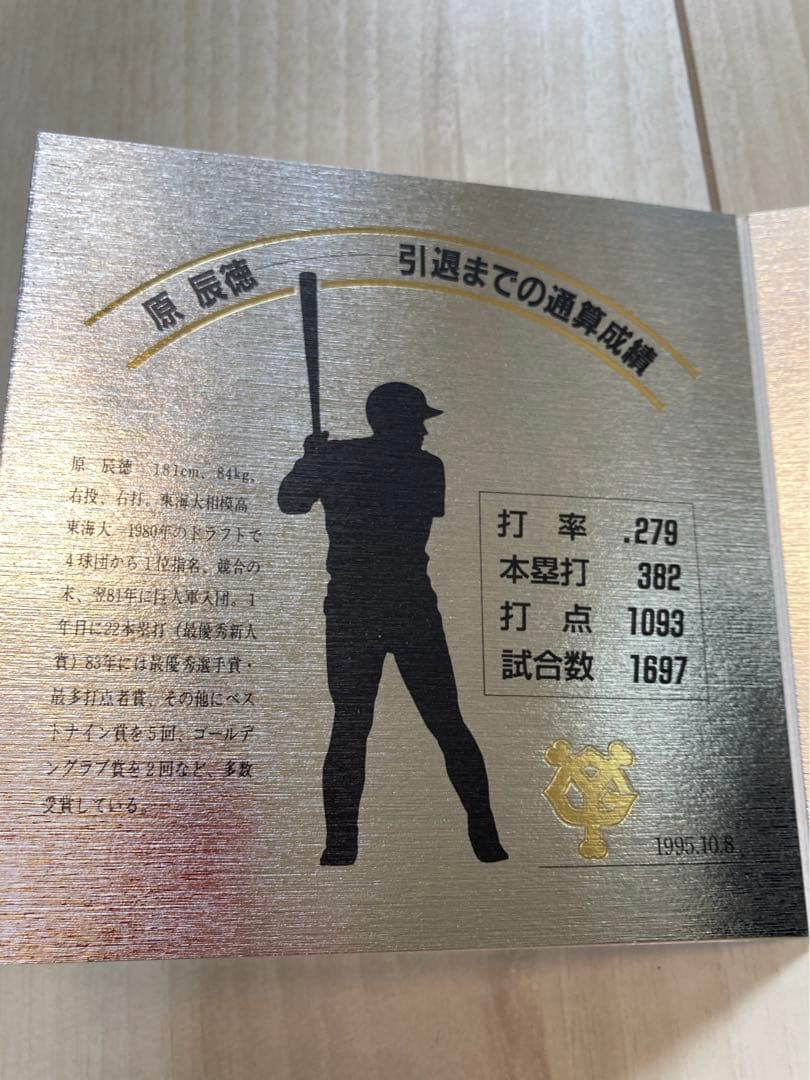 原 辰徳
引退までの通算成績
原 辰徳 181cm、84kg、
右投、右打。東海大相模高
東海大 1980年のドラフトで
4球団から1位指名、競合の
末、翌81年に巨人軍入団。1
年目に22本塁打（最優秀新人
賞）83年には最優秀選手賞・
最多打点者賞、その他にベス
トナイン賞を5回、ゴールデ
ングラブ賞を2回など、多数
受賞している。
打率 .279
本塁打 382
打点 1093
試合数 1697
YG
1995.10.8